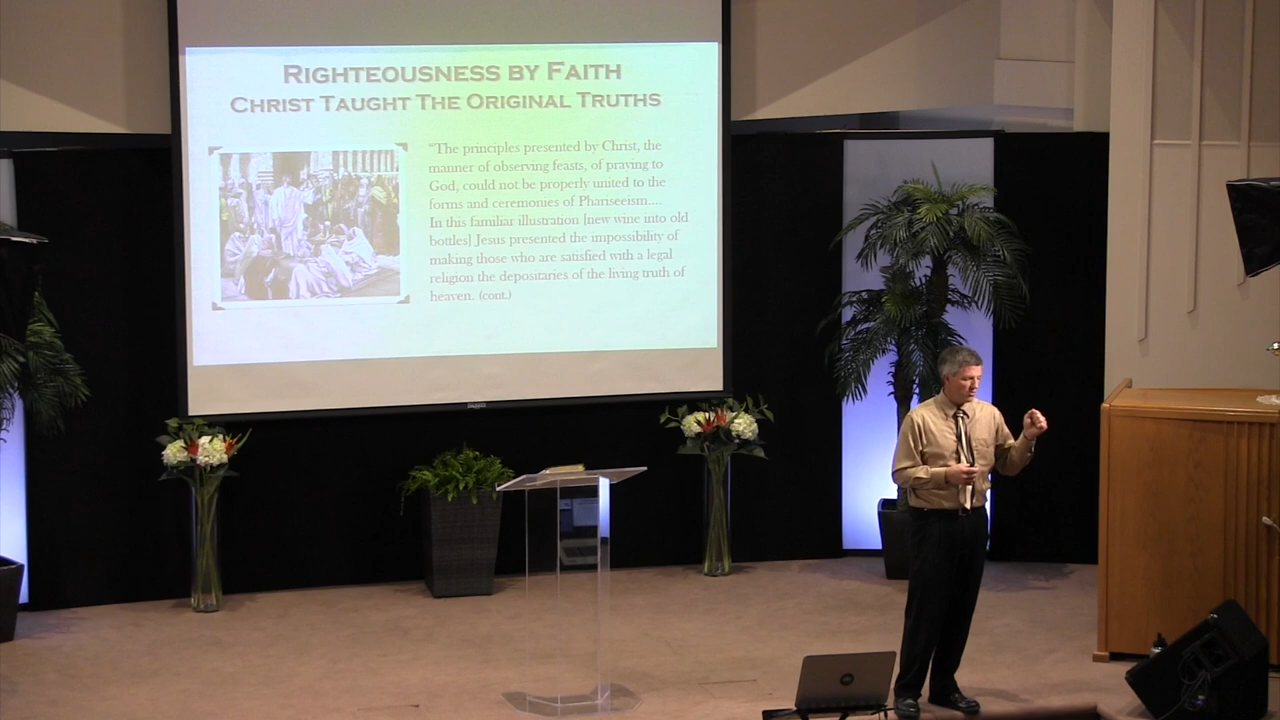 RIGHTEOUSNESS BY FAITH
CHRIST TAUGHT THE ORIGINAL TRUTHS
"The principles presented by Christ, the
manner of observing feasts, of praying to
God, could not be properly united to the
forms and ceremonies of Phariseeism....
In this familiar illustration [new wine into old
bottles] Jesus presented the impossibility of
making those who are satisfied with a legal
religion the depositaries of the living truth of
heaven. (cont.)
hp